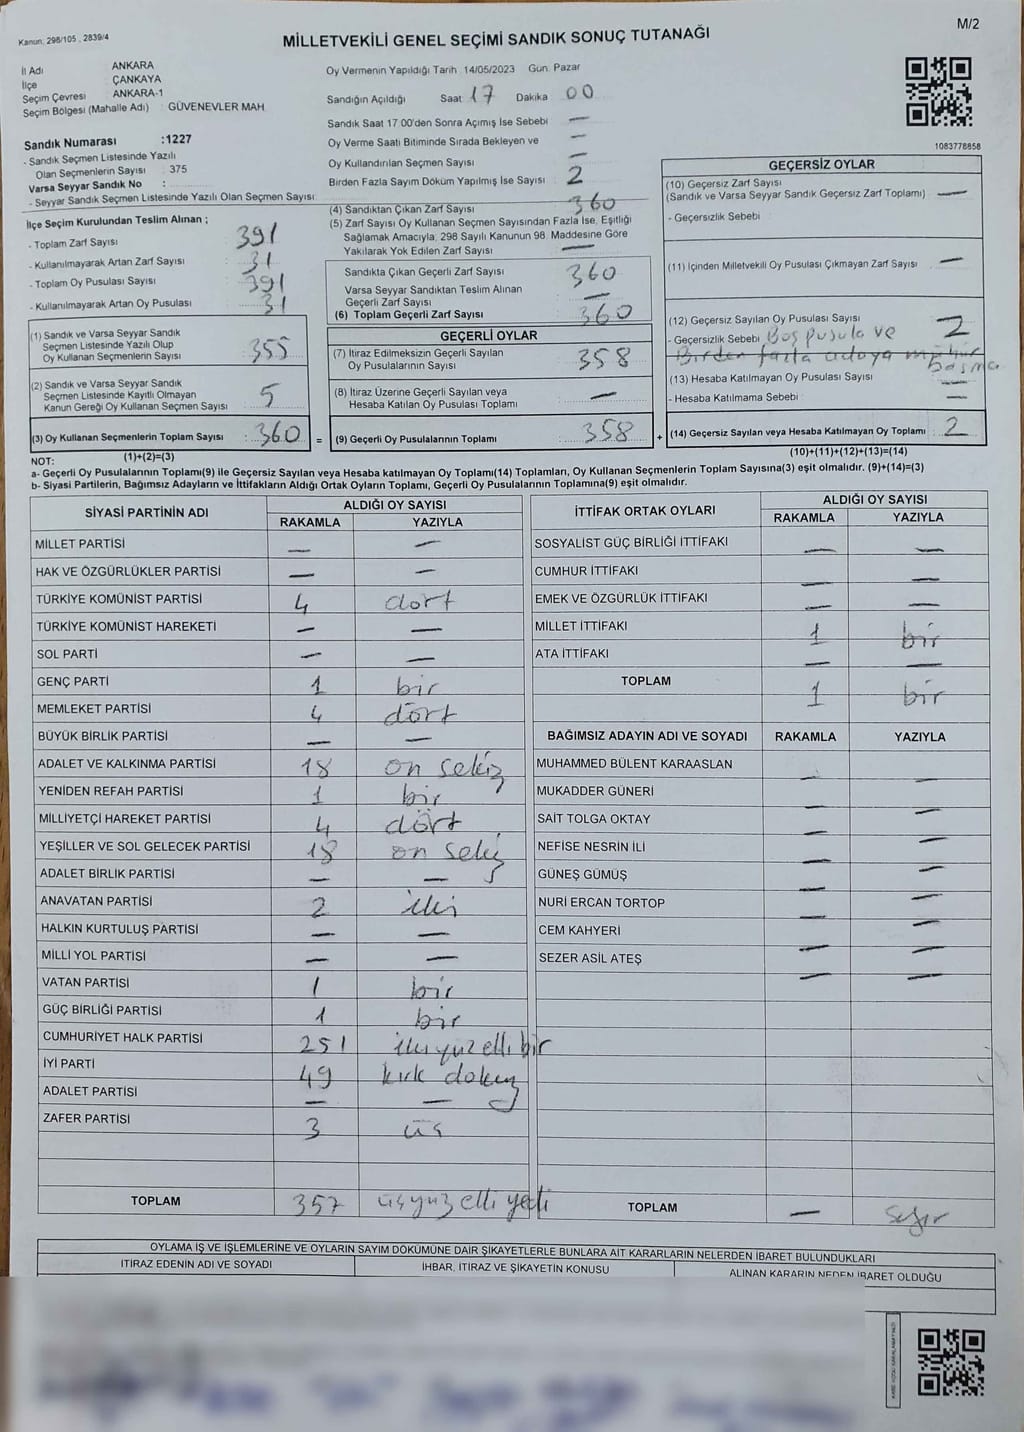 Kanun: 298/105 , 2839/4
MİLLETVEKİLİ GENEL SEÇİMİ SANDIK SONUÇ TUTANAĞI
M/2
İl Adı ANKARA
İlçe ÇANKAYA
Seçim Çevresi ANKARA-1
Seçim Bölgesi (Mahalle Adı) : GÜVENEVLER MAH.
Sandık Numarası :1227
- Sandık Seçmen Listesinde Yazılı
Olan Seçmenlerin Sayısı : 375
Varsa Seyyar Sandık No :
- Seyyar Sandık Seçmen Listesinde Yazılı Olan Seçmen Sayısı:
Oy Vermenin Yapıldığı Tarih 14/05/2023 Gün: Pazar
Sandığın Açıldığı Saat 17 Dakika 00
Sandık Saat 17.00'den Sonra Açımış İse Sebebi —
Oy Verme Saati Bitiminde Sırada Bekleyen ve —
Oy Kullandırılan Seçmen Sayısı —
Birden Fazla Sayım Döküm Yapılmış İse Sayısı 2
1083778858
İlçe Seçim Kurulundan Teslim Alınan ;
- Toplam Zarf Sayısı : 391
- Kullanılmayarak Artan Zarf Sayısı : 31
- Toplam Oy Pusulası Sayısı : 391
- Kullanılmayarak Artan Oy Pusulası : 31
(4) Sandıktan Çıkan Zarf Sayısı 360
(5) Zarf Sayısı Oy Kullanan Seçmen Sayısından Fazla İse, Eşitliği
Sağlamak Amacıyla, 298 Sayılı Kanunun 98. Maddesine Göre
Yakılarak Yok Edilen Zarf Sayısı —
Sandıkta Çıkan Geçerli Zarf Sayısı : 360
Varsa Seyyar Sandıktan Teslim Alınan
Geçerli Zarf Sayısı : —
(6) Toplam Geçerli Zarf Sayısı : 360
GEÇERSİZ OYLAR
(10) Geçersiz Zarf Sayısı
(Sandık ve Varsa Seyyar Sandık Geçersiz Zarf Toplamı) —
- Geçersizlik Sebebi :
(11) İçinden Milletvekili Oy Pusulası Çıkmayan Zarf Sayısı —
(12) Geçersiz Sayılan Oy Pusulası Sayısı 2
- Geçersizlik Sebebi : Boş pusula ve
Birden fazla adaya mühür
basma
(13) Hesaba Katılmayan Oy Pusulası Sayısı —
- Hesaba Katılmama Sebebi : —
(14) Geçersiz Sayılan veya Hesaba Katılmayan Oy Toplamı : 2
(10)+(11)+(12)+(13)=(14)
(1) Sandık ve Varsa Seyyar Sandık
Seçmen Listesinde Yazılı Olup
Oy Kullanan Seçmenlerin Sayısı : 355
(2) Sandık ve Varsa Seyyar Sandık
Seçmen Listesinde Kayıtlı Olmayan
Kanun Gereği Oy Kullanan Seçmen Sayısı : 5
(3) Oy Kullanan Seçmenlerin Toplam Sayısı : 360 =
(1)+(2)=(3)
GEÇERLİ OYLAR
(7) İtiraz Edilmeksizin Geçerli Sayılan
Oy Pusulalarının Sayısı : 358
(8) İtiraz Üzerine Geçerli Sayılan veya
Hesaba Katılan Oy Pusulası Toplamı : —
(9) Geçerli Oy Pusulalarının Toplamı : 358 +
NOT:
a- Geçerli Oy Pusulalarının Toplamı(9) ile Geçersiz Sayılan veya Hesaba katılmayan Oy Toplamı(14) Toplamları, Oy Kullanan Seçmenlerin Toplam Sayısına(3) eşit olmalıdır. (9)+(14)=(3)
b- Siyasi Partilerin, Bağımsız Adayların ve İttifakların Aldığı Ortak Oyların Toplamı, Geçerli Oy Pusulalarının Toplamına(9) eşit olmalıdır.
SİYASİ PARTİNİN ADI ALDIĞI OY SAYISI
RAKAMLA YAZIYLA
MİLLET PARTİSİ — —
HAK VE ÖZGÜRLÜKLER PARTİSİ — —
TÜRKİYE KOMÜNİST PARTİSİ 4 dört
TÜRKİYE KOMÜNİST HAREKETİ — —
SOL PARTİ — —
GENÇ PARTİ 1 bir
MEMLEKET PARTİSİ 4 dört
BÜYÜK BİRLİK PARTİSİ — —
ADALET VE KALKINMA PARTİSİ 18 on sekiz
YENİDEN REFAH PARTİSİ 1 bir
MİLLİYETÇİ HAREKET PARTİSİ 4 dört
YEŞİLLER VE SOL GELECEK PARTİSİ 18 on sekiz
ADALET BİRLİK PARTİSİ — —
ANAVATAN PARTİSİ 2 iki
HALKIN KURTULUŞ PARTİSİ — —
MİLLİ YOL PARTİSİ — —
VATAN PARTİSİ 1 bir
GÜÇ BİRLİĞİ PARTİSİ 1 bir
CUMHURİYET HALK PARTİSİ 251 iki yüz elli bir
İYİ PARTİ 49 kırk dokuz
ADALET PARTİSİ — —
ZAFER PARTİSİ 3 üç
TOPLAM 357 üç yüz elli yedi
İTTİFAK ORTAK OYLARI ALDIĞI OY SAYISI
RAKAMLA YAZIYLA
SOSYALİST GÜÇ BİRLİĞİ İTTİFAKI — —
CUMHUR İTTİFAKI — —
EMEK VE ÖZGÜRLÜK İTTİFAKI — —
MİLLET İTTİFAKI 1 bir
ATA İTTİFAKI — —
TOPLAM 1 bir
BAĞIMSIZ ADAYIN ADI VE SOYADI RAKAMLA YAZIYLA
MUHAMMED BÜLENT KARAASLAN — —
MUKADDER GÜNERİ — —
SAİT TOLGA OKTAY — —
NEFİSE NESRİN İLİ — —
GÜNEŞ GÜMÜŞ — —
NURİ ERCAN TORTOP — —
CEM KAHYERİ — —
SEZER ASİL ATEŞ — —
TOPLAM — sıfır
OYLAMA İŞ VE İŞLEMLERİNE VE OYLARIN SAYIM DÖKÜMÜNE DAİR ŞİKAYETLERLE BUNLARA AİT KARARLARIN NELERDEN İBARET BULUNDUKLARI
İTİRAZ EDENİN ADI VE SOYADI İHBAR, İTİRAZ VE ŞİKAYETİN KONUSU ALINAN KARARIN NEDEN İBARET OLDUĞU